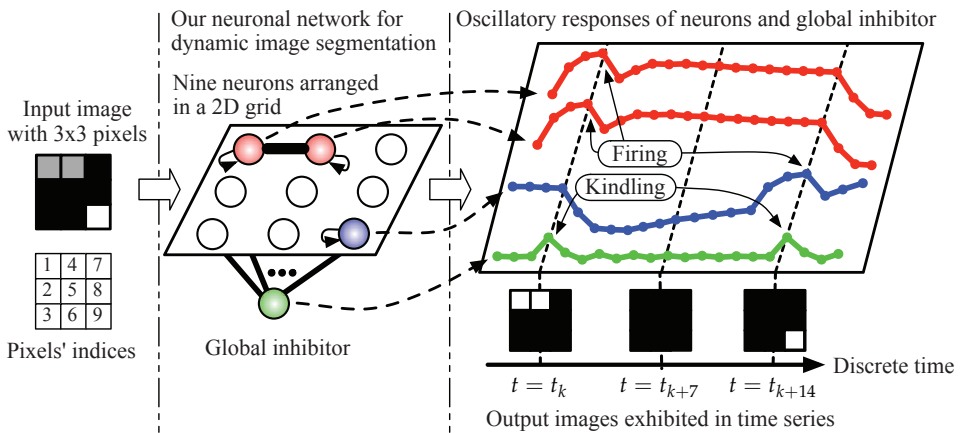 Our neuronal network for
dynamic image segmentation
Oscillatory responses of neurons and global inhibitor
Nine neurons arranged
in a 2D grid
Input image
with 3x3 pixels
Firing
Kindling
1 4 7
2 5 8
3 6 9
Pixels' indices
Global inhibitor
Discrete time
t = t_k
t = t_{k+7}
t = t_{k+14}
Output images exhibited in time series